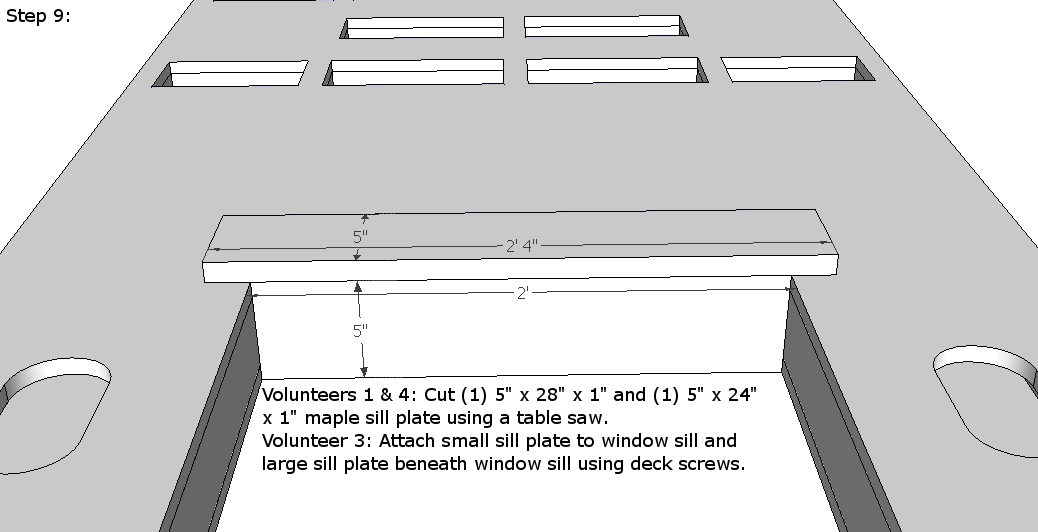 Step 9:
5"
2' 4"
2'
5"
Volunteers 1 & 4: Cut (1) 5" x 28" x 1" and (1) 5" x 24"
x 1" maple sill plate using a table saw.
Volunteer 3: Attach small sill plate to window sill and
large sill plate beneath window sill using deck screws.